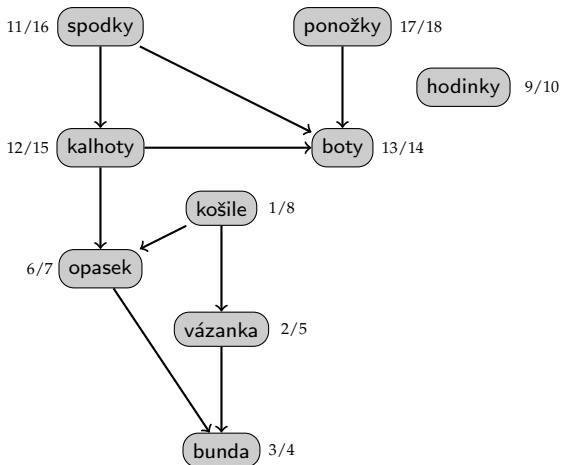 11/16 spodky ponožky 17/18
hodinky 9/10
12/15 kalhoty boty 13/14
košile 1/8
6/7 opasek
vázanka 2/5
bunda 3/4